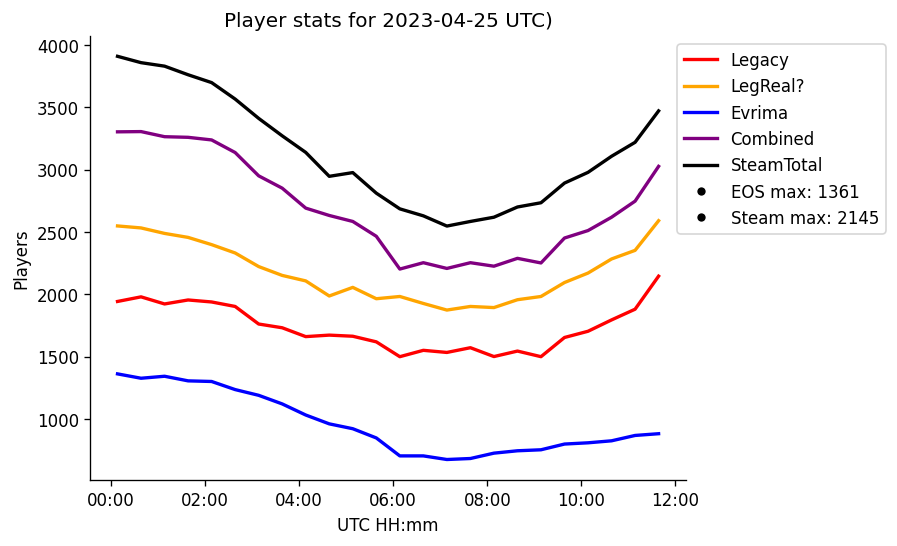 Player stats for 2023-04-25 UTC)
4000
3500
3000
2500
2000
1500
1000
Players
00:00 02:00 04:00 06:00 08:00 10:00 12:00
UTC HH:mm
Legacy
LegReal?
Evrima
Combined
SteamTotal
EOS max: 1361
Steam max: 2145